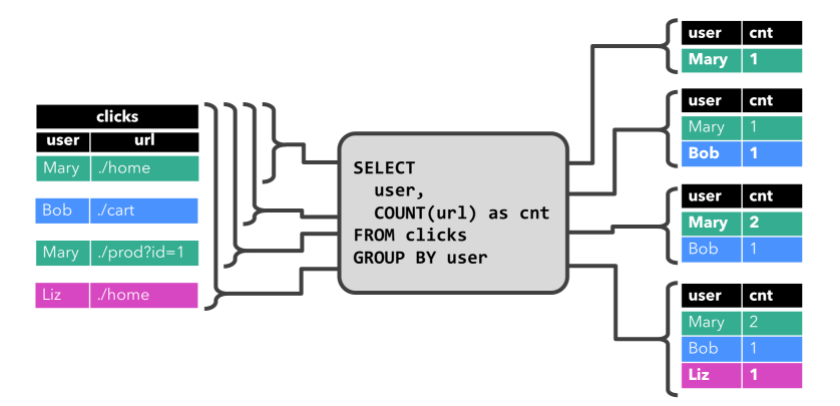 clicks
user url
Mary ./home
Bob ./cart
Mary ./prod?id=1
Liz ./home
SELECT
user,
COUNT(url) as cnt
FROM clicks
GROUP BY user
user cnt
Mary 1
user cnt
Mary 1
Bob 1
user cnt
Mary 2
Bob 1
user cnt
Mary 2
Bob 1
Liz 1